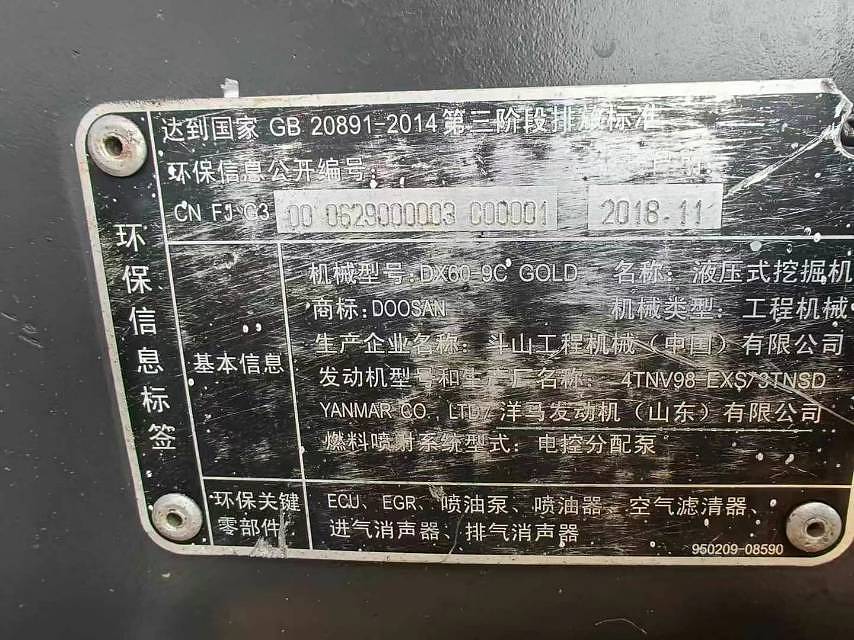 达到国家 GB 20891-2014 第三阶段排放标准
环保信息公开编号:
CN FJ G3 00 0629000003 000001 2018.11
环保信息标签
基本信息
机械型号:DX60-9C GOLD 名称: 液压式挖掘机
商标:DOOSAN 机械类型: 工程机械
生产企业名称: 斗山工程机械(中国)有限公司
发动机型号和生产厂名称: 4TNV98-EXS/3TNSD
YANMAR CO., LTD/洋马发动机(山东)有限公司
燃料喷射系统型式: 电控分配泵
环保关键
零部件
ECU、EGR、喷油泵、喷油器、空气滤清器、
进气消声器、排气消声器
950209-08590